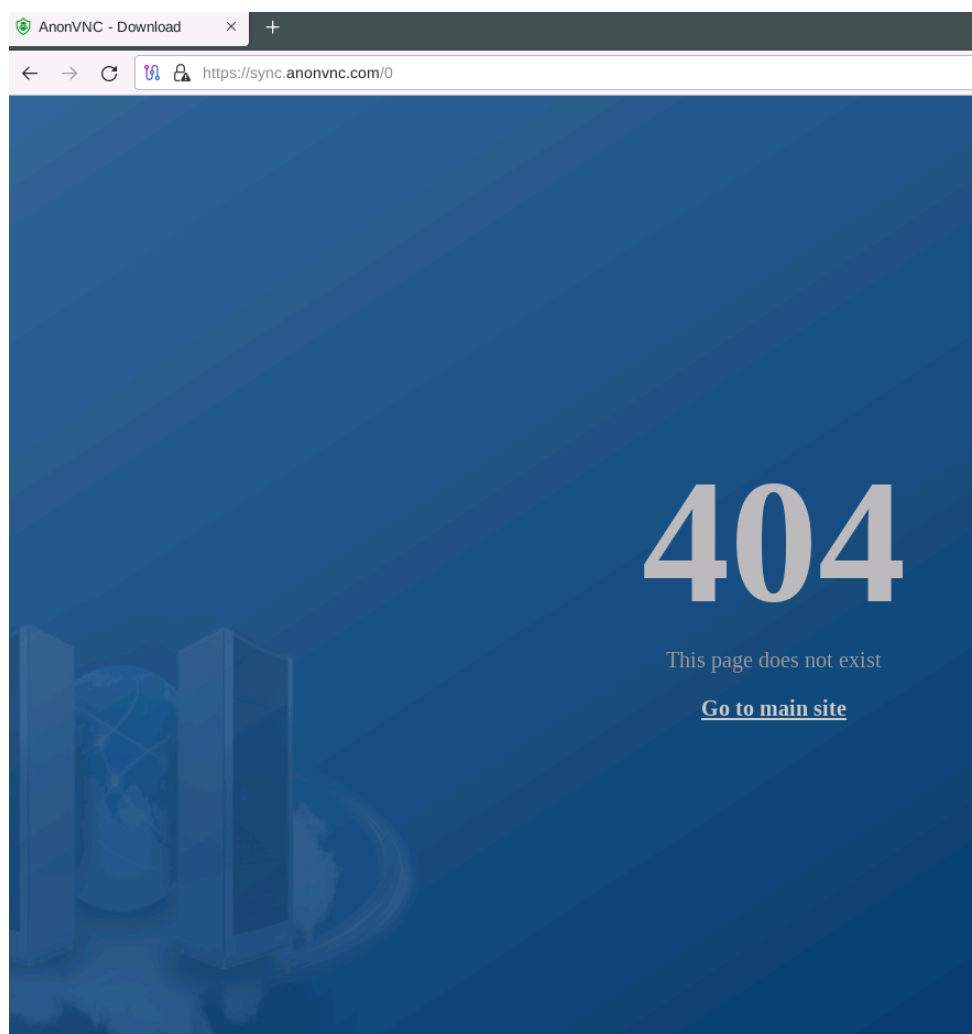 AnonVNC - Download
https://sync.anonvnc.com/0
404
This page does not exist
Go to main site